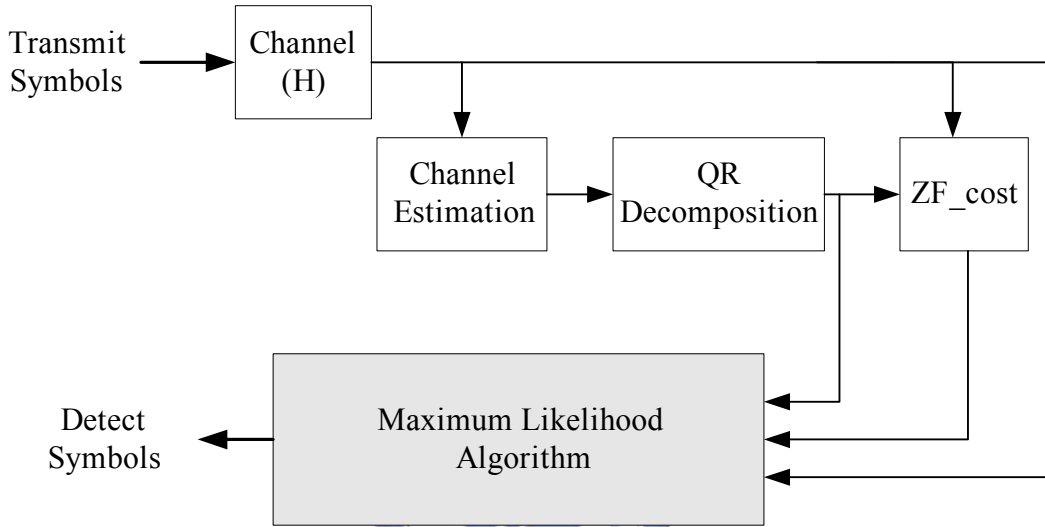 Transmit
Symbols
Channel
(H)
Channel
Estimation
QR
Decomposition
ZF_cost
Maximum Likelihood
Algorithm
Detect
Symbols